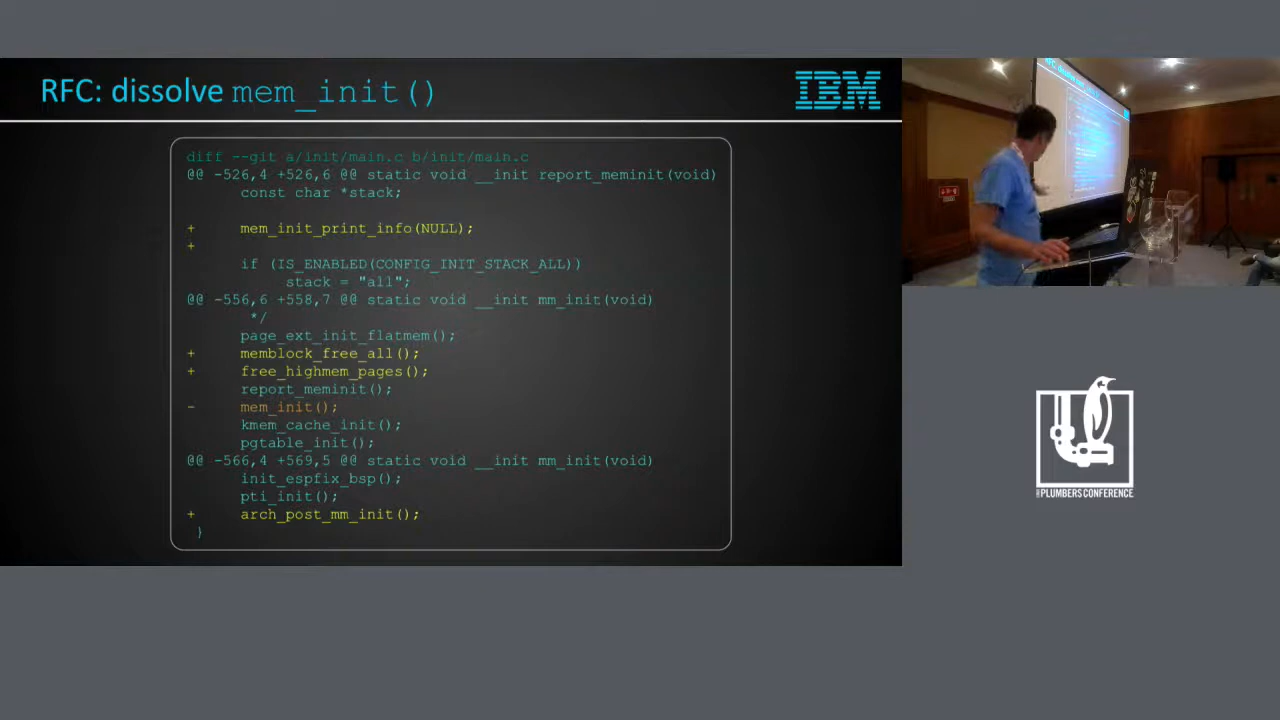 RFC: dissolve mem_init()
IBM
diff --git a/init/main.c b/init/main.c
@@ -526,4 +526,6 @@ static void __init report_meminit(void)
const char *stack;
+ mem_init_print_info(NULL);
+
if (IS_ENABLED(CONFIG_INIT_STACK_ALL))
stack = "all";
@@ -556,6 +558,7 @@ static void __init mm_init(void)
*/
page_ext_init_flatmem();
+ memblock_free_all();
+ free_highmem_pages();
report_meminit();
- mem_init();
kmem_cache_init();
pgtable_init();
@@ -566,4 +569,5 @@ static void __init mm_init(void)
init_espfix_bsp();
pti_init();
+ arch_post_mm_init();
}
PLUMBERS CONFERENCE